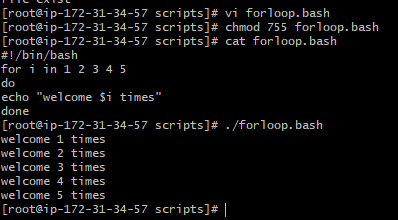 [root@ip-172-31-34-57 scripts]# vi forloop.bash
[root@ip-172-31-34-57 scripts]# chmod 755 forloop.bash
[root@ip-172-31-34-57 scripts]# cat forloop.bash
#!/bin/bash
for i in 1 2 3 4 5
do
echo "welcome $i times"
done
[root@ip-172-31-34-57 scripts]# ./forloop.bash
welcome 1 times
welcome 2 times
welcome 3 times
welcome 4 times
welcome 5 times
[root@ip-172-31-34-57 scripts]#